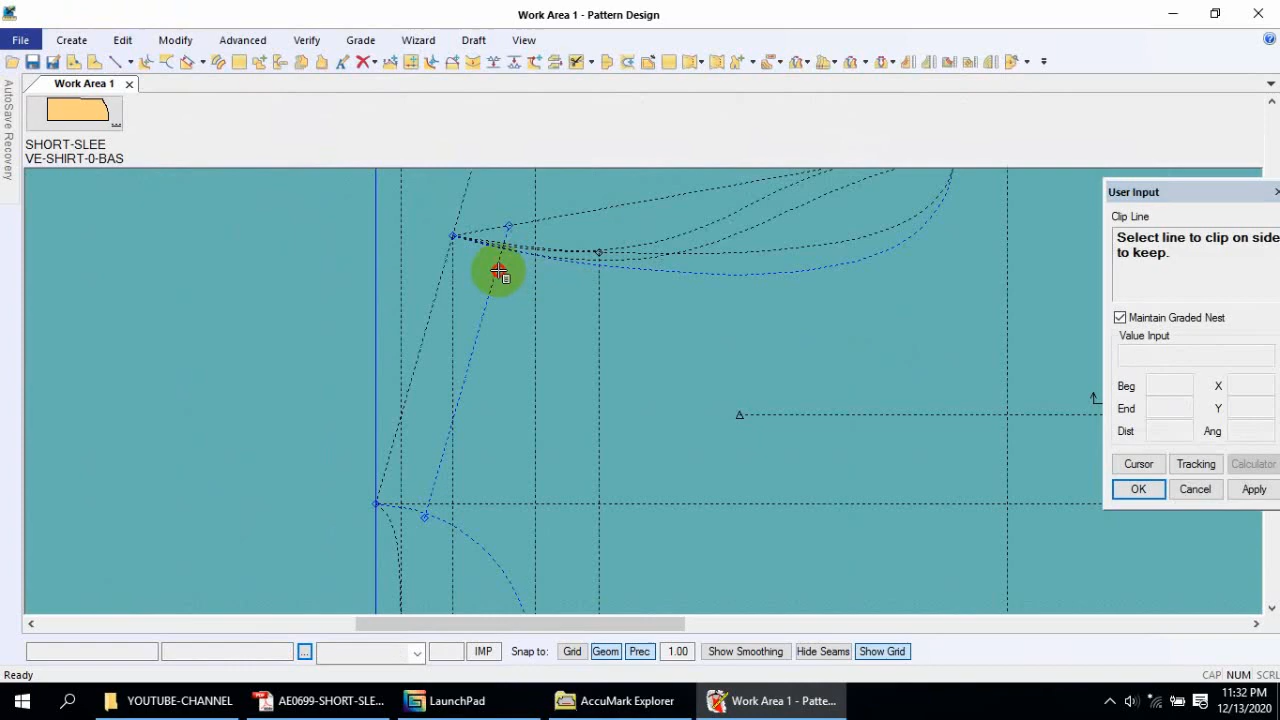 Work Area 1 - Pattern Design
File Create Edit Modify Advanced Verify Grade Wizard Draft View
Work Area 1
AutoSave Recovery
SHORT-SLEE
VE-SHIRT-0-BAS
User Input
Clip Line
Select line to clip on side
to keep.
Maintain Graded Nest
Value Input
Beg X
End Y
Dist Ang
Cursor Tracking Calculator
OK Cancel Apply
... IMP Snap to: Grid Geom Prec 1.00 Show Smoothing Hide Seams Show Grid
Ready CAP NUM SCRL
YOUTUBE-CHANNEL AE0699-SHORT-SLE... LaunchPad AccuMark Explorer Work Area 1 - Patte... 11:32 PM
12/13/2020